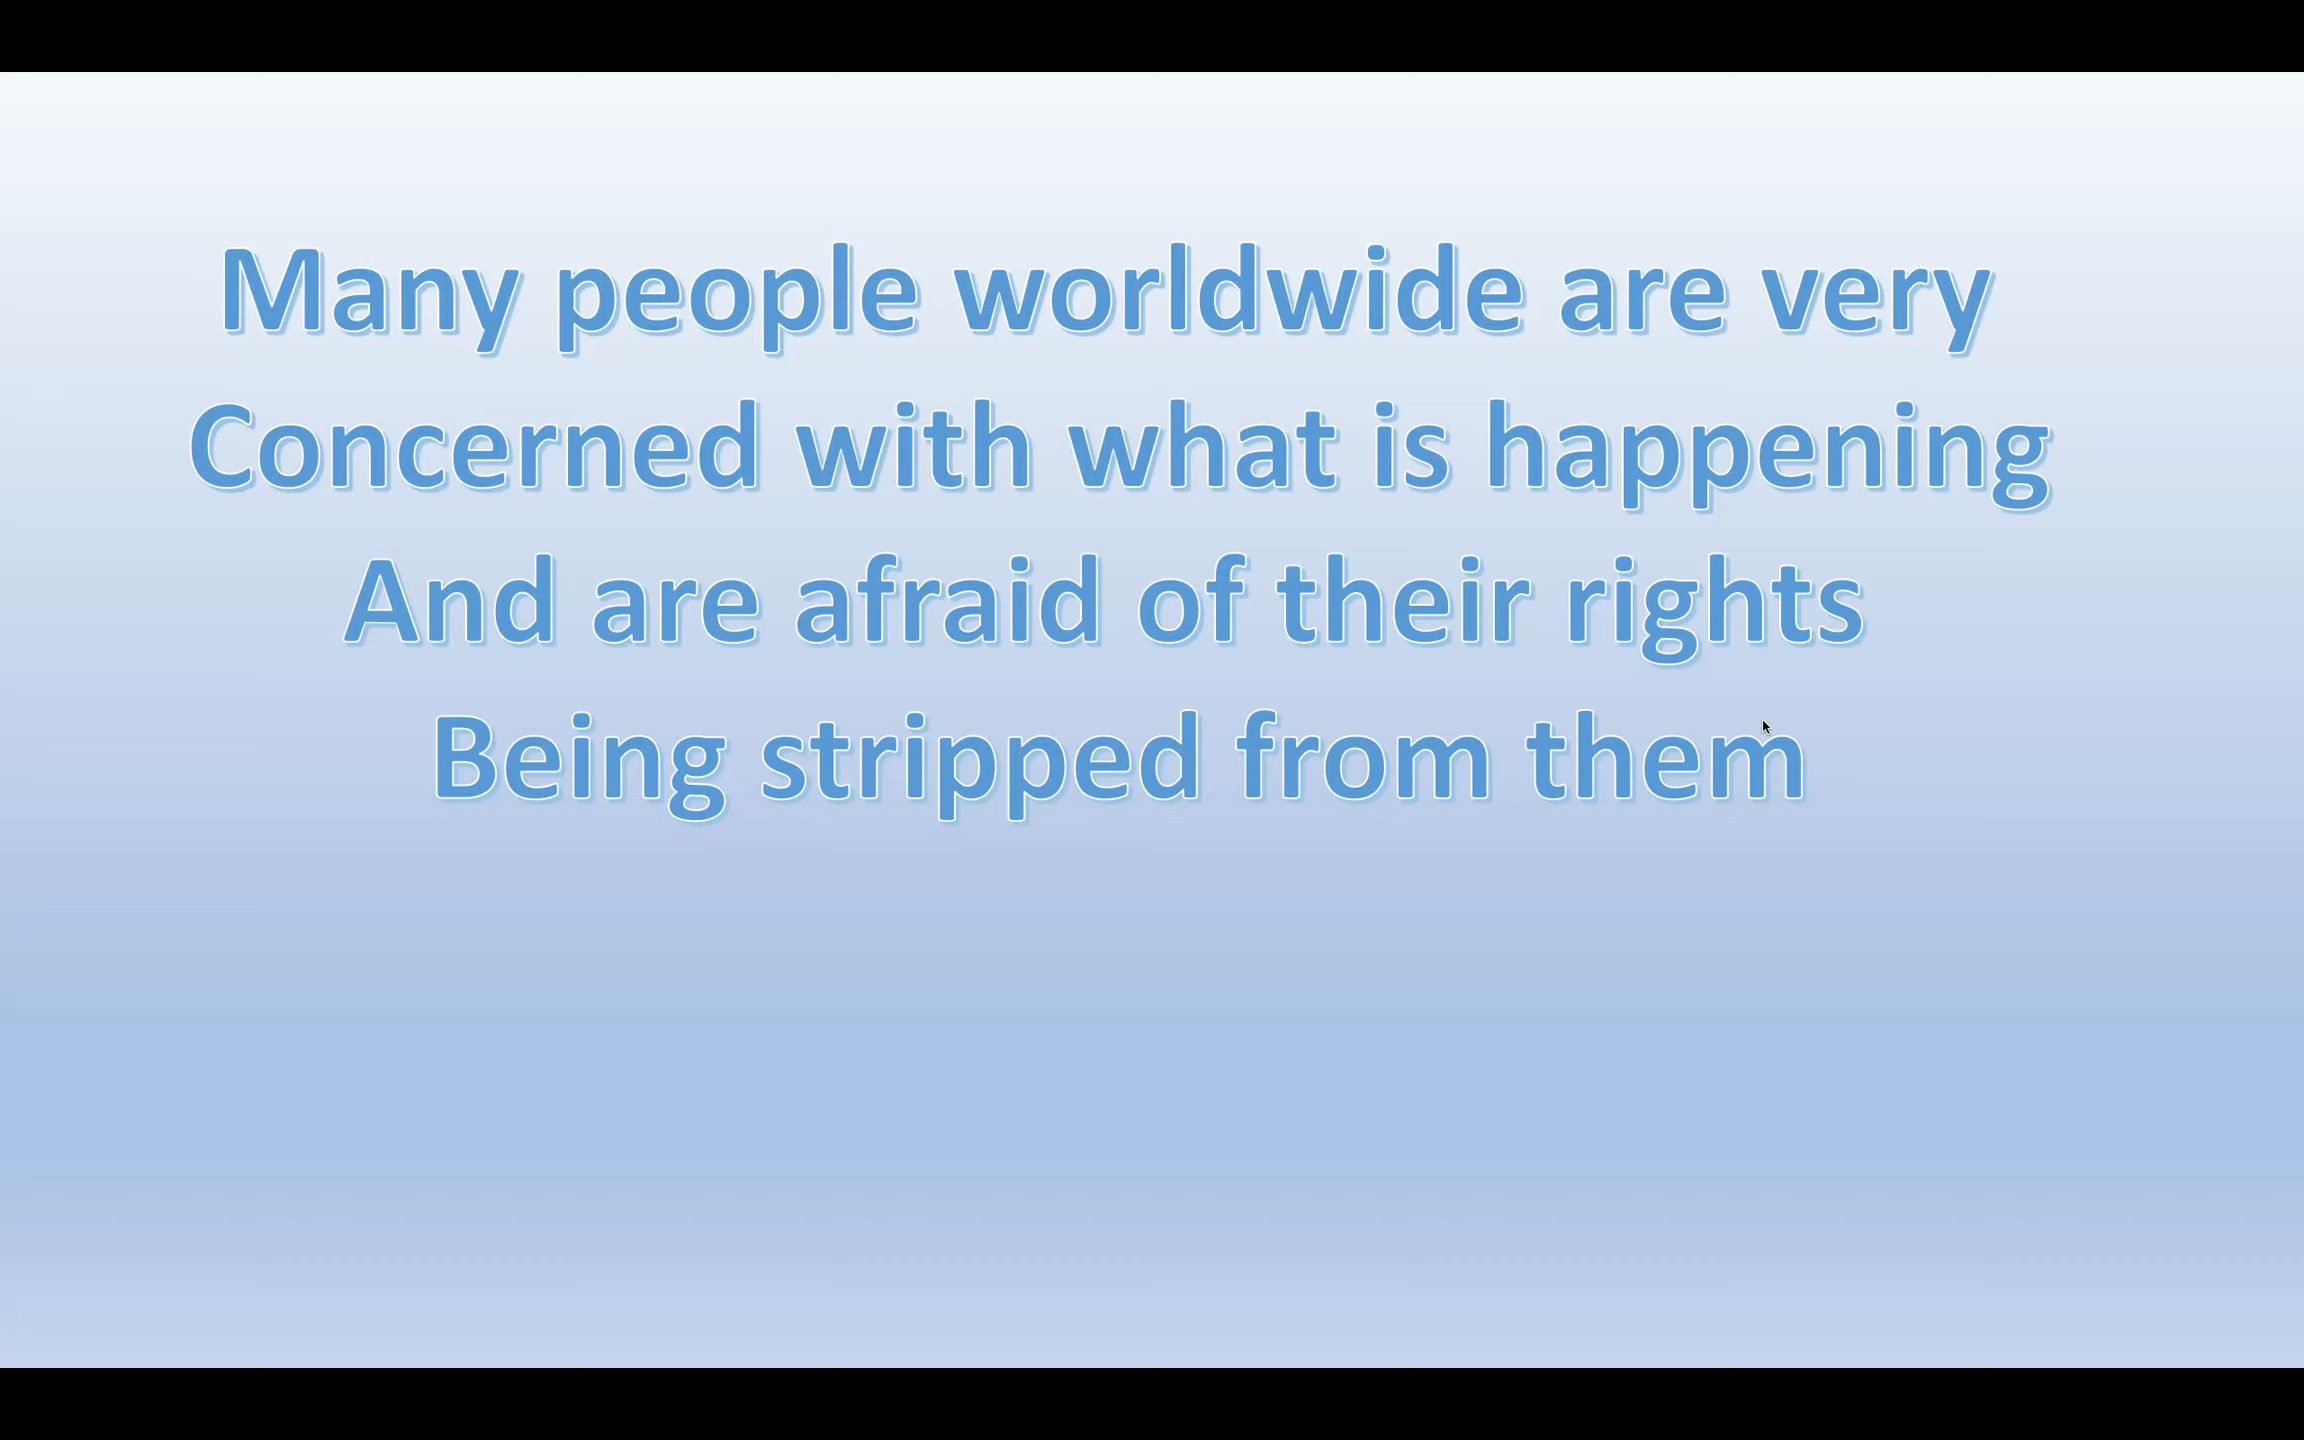 Many people worldwide are very
Concerned with what is happening
And are afraid of their rights
Being stripped from them